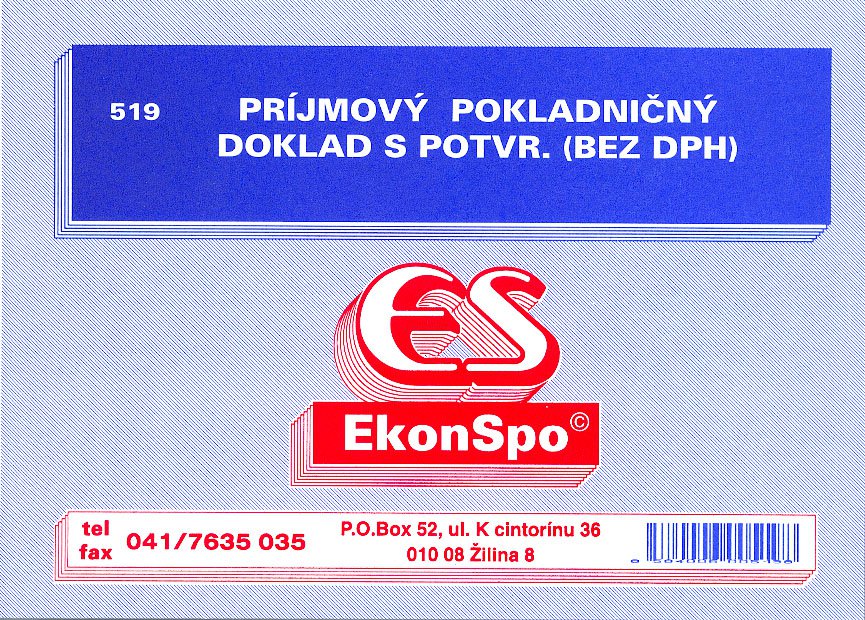 519
PRÍJMOVÝ POKLADNIČNÝ
DOKLAD S POTVR. (BEZ DPH)
ES
EkonSpo©
tel
fax
041/7635 035
P.O.Box 52, ul. K cintorínu 36
010 08 Žilina 8